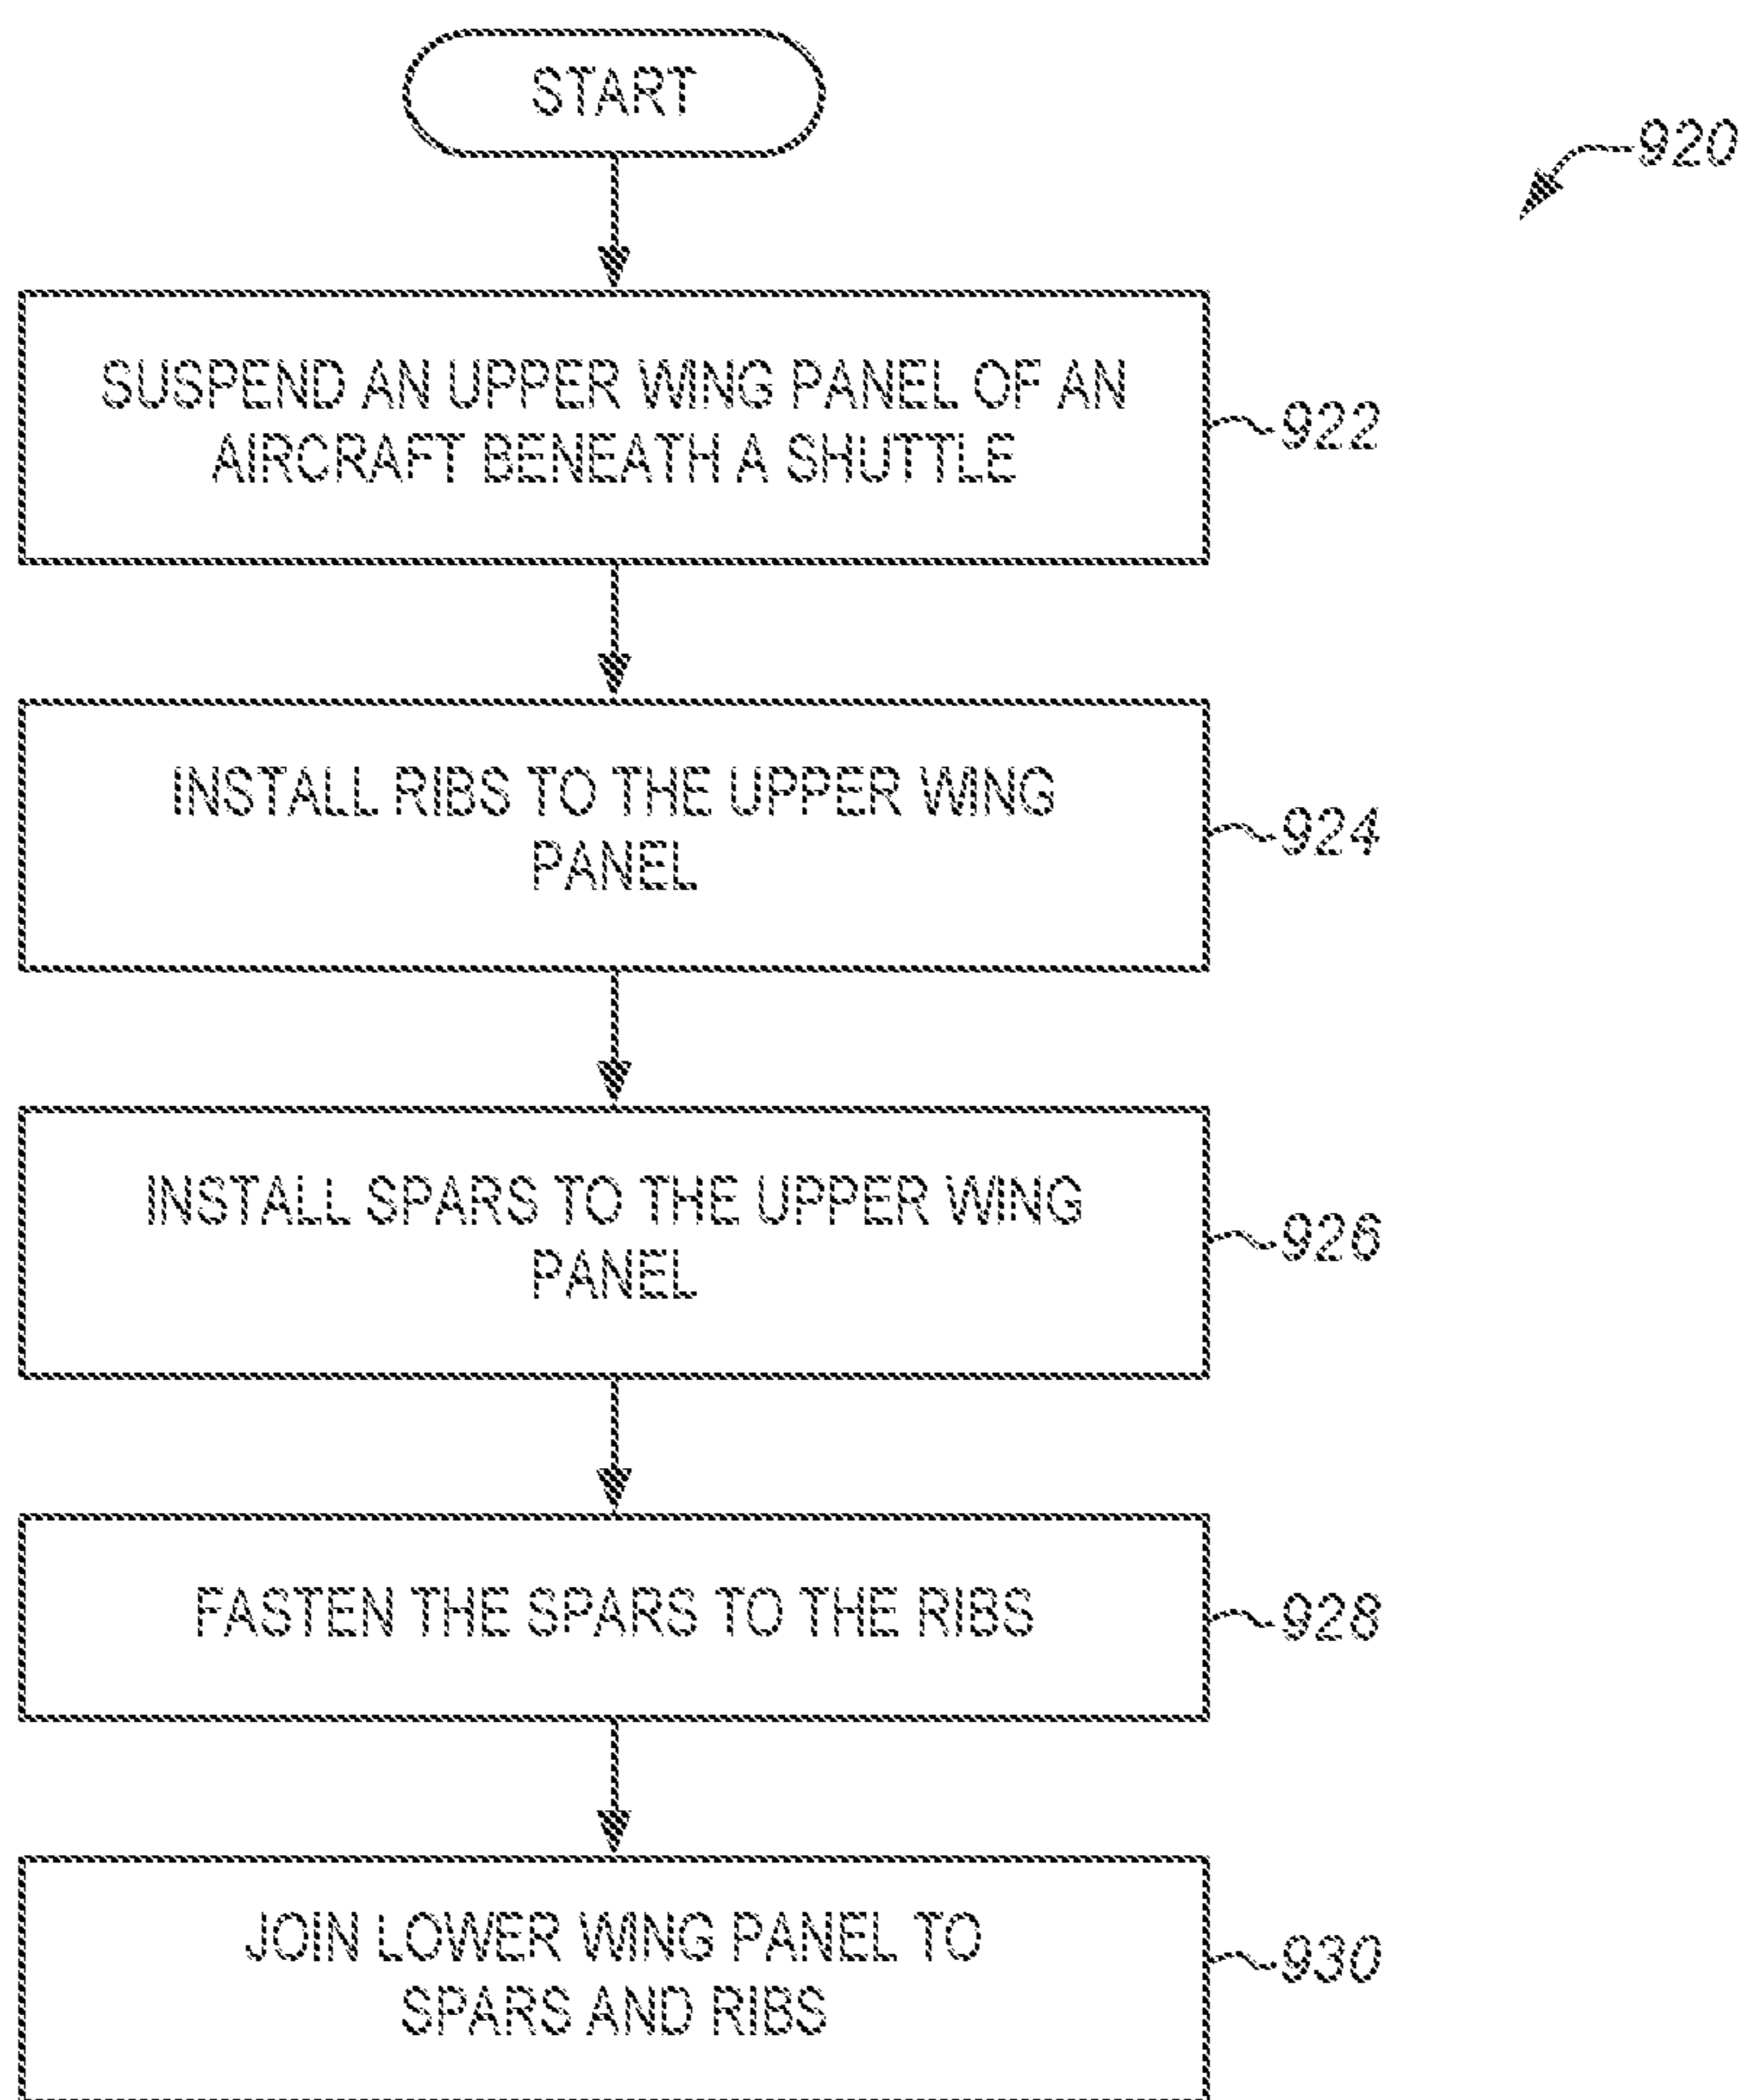 START
920
SUSPEND AN UPPER WING PANEL OF AN
AIRCRAFT BENEATH A SHUTTLE
922
INSTALL RIBS TO THE UPPER WING
PANEL
924
INSTALL SPARS TO THE UPPER WING
PANEL
926
FASTEN THE SPARS TO THE RIBS
928
JOIN LOWER WING PANEL TO
SPARS AND RIBS
930